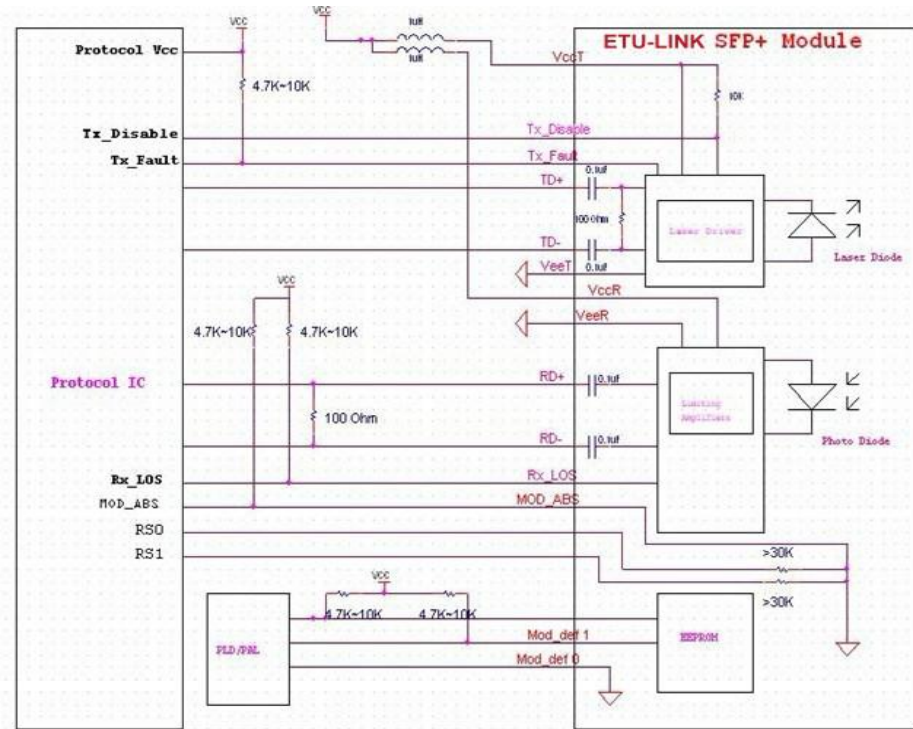 VCC
VCC
1uH
1uH
ETU-LINK SFP+ Module
Protocol Vcc
VccT
4.7K~10K
10K
Tx_Disable
Tx_Disable
Tx_Fault
Tx_Fault
0.1uf
TD+
100 Ohm
Laser Driver
TD-
Laser Diode
VeeT
0.1uf
VCC
VccR
VeeR
4.7K~10K
4.7K~10K
Protocol IC
RD+
0.1uf
Limiting
Amplifiers
100 Ohm
RD-
0.1uf
Photo Diode
Rx_LOS
Rx_LOS
MOD_ABS
MOD_ABS
RS0
>30K
RS1
VCC
>30K
4.7K~10K
4.7K~10K
PLD/PAL
Mod_def 1
EEPROM
Mod_def 0